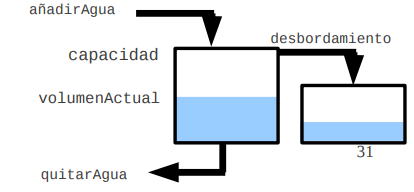 añadirAgua
desbordamiento
capacidad
volumenActual
31
quitarAgua